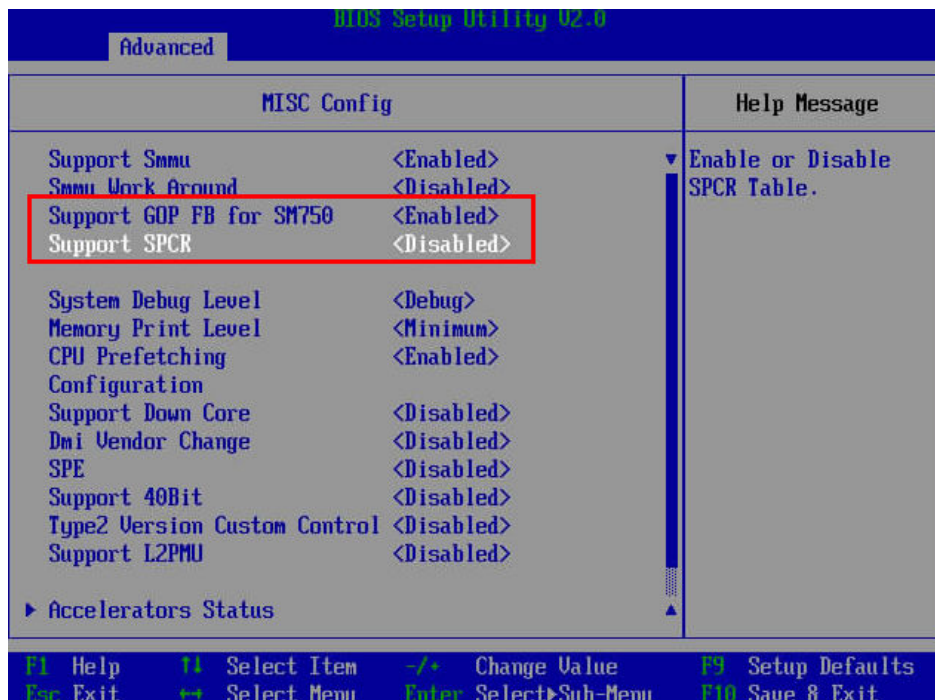 BIOS Setup Utility V2.0
Advanced
MISC Config
Help Message
Support Smmu <Enabled>
Smmu Work Around <Disabled>
Support GOP FB for SM750 <Enabled>
Support SPCR <Disabled>
System Debug Level <Debug>
Memory Print Level <Minimum>
CPU Prefetching <Enabled>
Configuration
Support Down Core <Disabled>
Dmi Vendor Change <Disabled>
SPE <Disabled>
Support 40Bit <Disabled>
Type2 Version Custom Control <Disabled>
Support L2PMU <Disabled>
Accelerators Status
Enable or Disable
SPCR Table.
F1 Help ↑↓ Select Item -/+ Change Value F9 Setup Defaults
Esc Exit ←→ Select Menu Enter Select▶Sub-Menu F10 Save & Exit